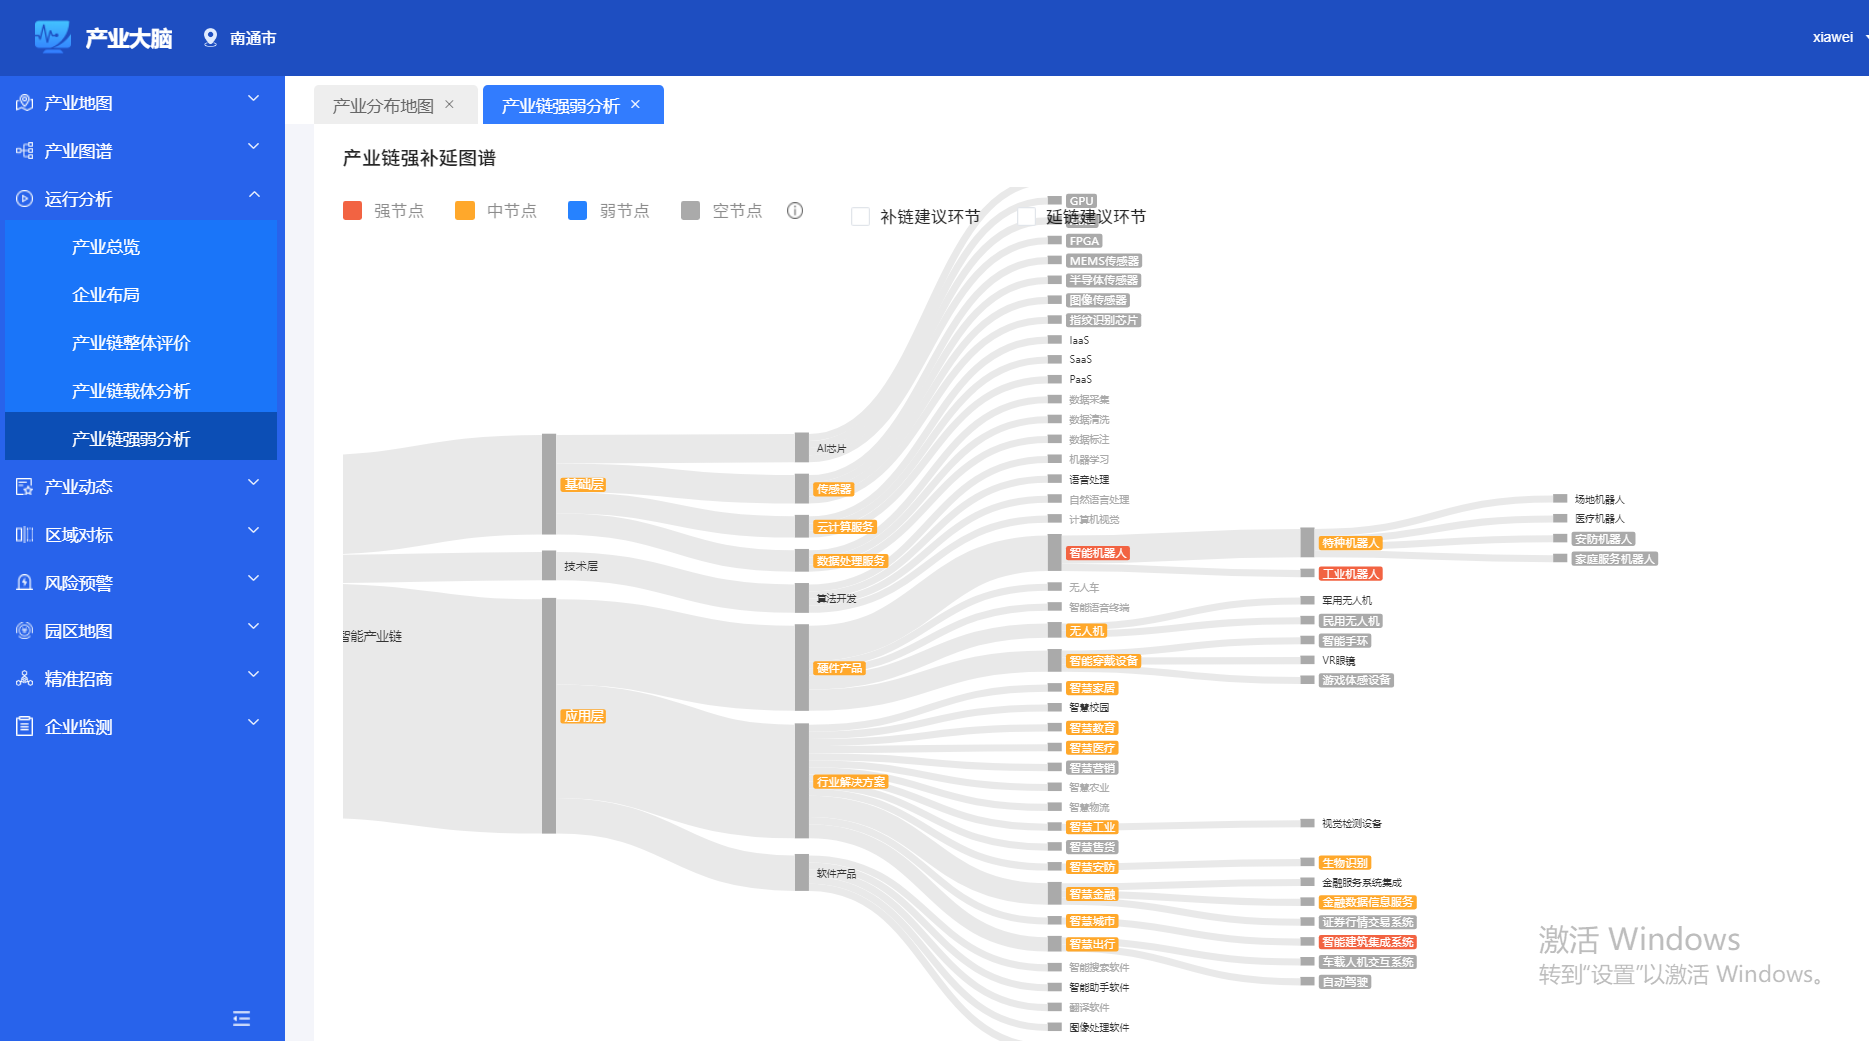 产业大脑
南通市
xiawei
产业地图
产业图谱
运行分析
产业总览
企业布局
产业链整体评价
产业链载体分析
产业链强弱分析
产业动态
区域对标
风险预警
园区地图
精准招商
企业监测
产业分布地图 ×
产业链强弱分析 ×
产业链强补延图谱
强节点
中节点
弱节点
空节点
补链建议环节
延链建议环节
智能产业链
基础层
技术层
应用层
AI芯片
传感器
云计算服务
数据处理服务
算法开发
硬件产品
行业解决方案
软件产品
GPU
FPGA
MEMS传感器
半导体传感器
图像传感器
指纹识别芯片
IaaS
SaaS
PaaS
数据采集
数据清洗
数据标注
机器学习
语音处理
自然语言处理
计算机视觉
智能机器人
无人车
智能语音终端
无人机
智能穿戴设备
智慧家居
智慧校园
智慧教育
智慧医疗
智慧营销
智慧农业
智慧物流
智慧工业
智慧售货
智慧安防
智慧金融
智慧城市
智慧出行
智能搜索软件
智能助手软件
翻译软件
图像处理软件
特种机器人
工业机器人
军用无人机
民用无人机
智能手环
VR眼镜
游戏体感设备
视觉检测设备
生物识别
金融服务系统集成
金融数据信息服务
证券行情交易系统
智能建筑集成系统
车载人机交互系统
自动驾驶
场地机器人
医疗机器人
安防机器人
家庭服务机器人
激活 Windows
转到“设置”以激活 Windows。